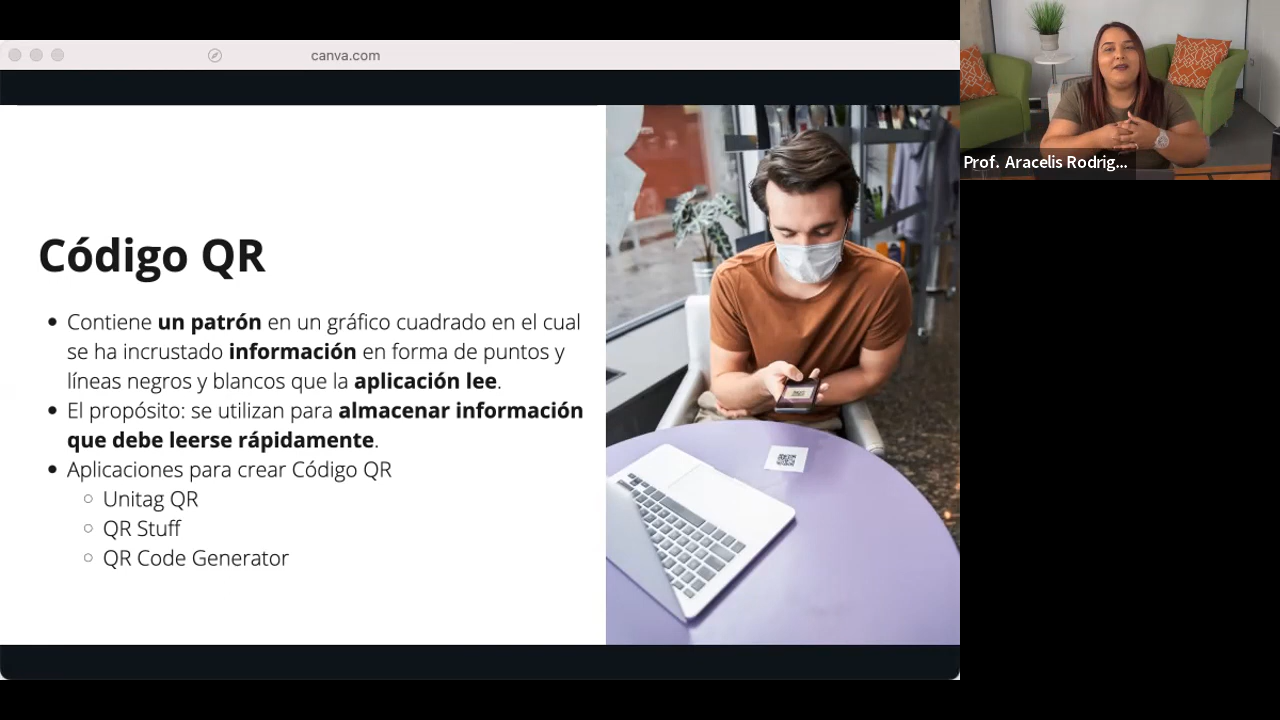 canva.com
Prof. Aracelis Rodrig...
Código QR
• Contiene un patrón en un gráfico cuadrado en el cual
se ha incrustado información en forma de puntos y
líneas negros y blancos que la aplicación lee.
• El propósito: se utilizan para almacenar información
que debe leerse rápidamente.
• Aplicaciones para crear Código QR
○ Unitag QR
○ QR Stuff
○ QR Code Generator